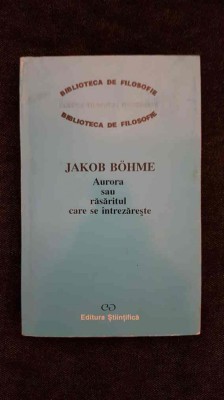 BIBLIOTECA DE FILOSOFIE
BIBLIOTECA DE FILOSOFIE
JAKOB BÖHME
Aurora
sau
răsăritul
care se întrezărește
Editura Științifică